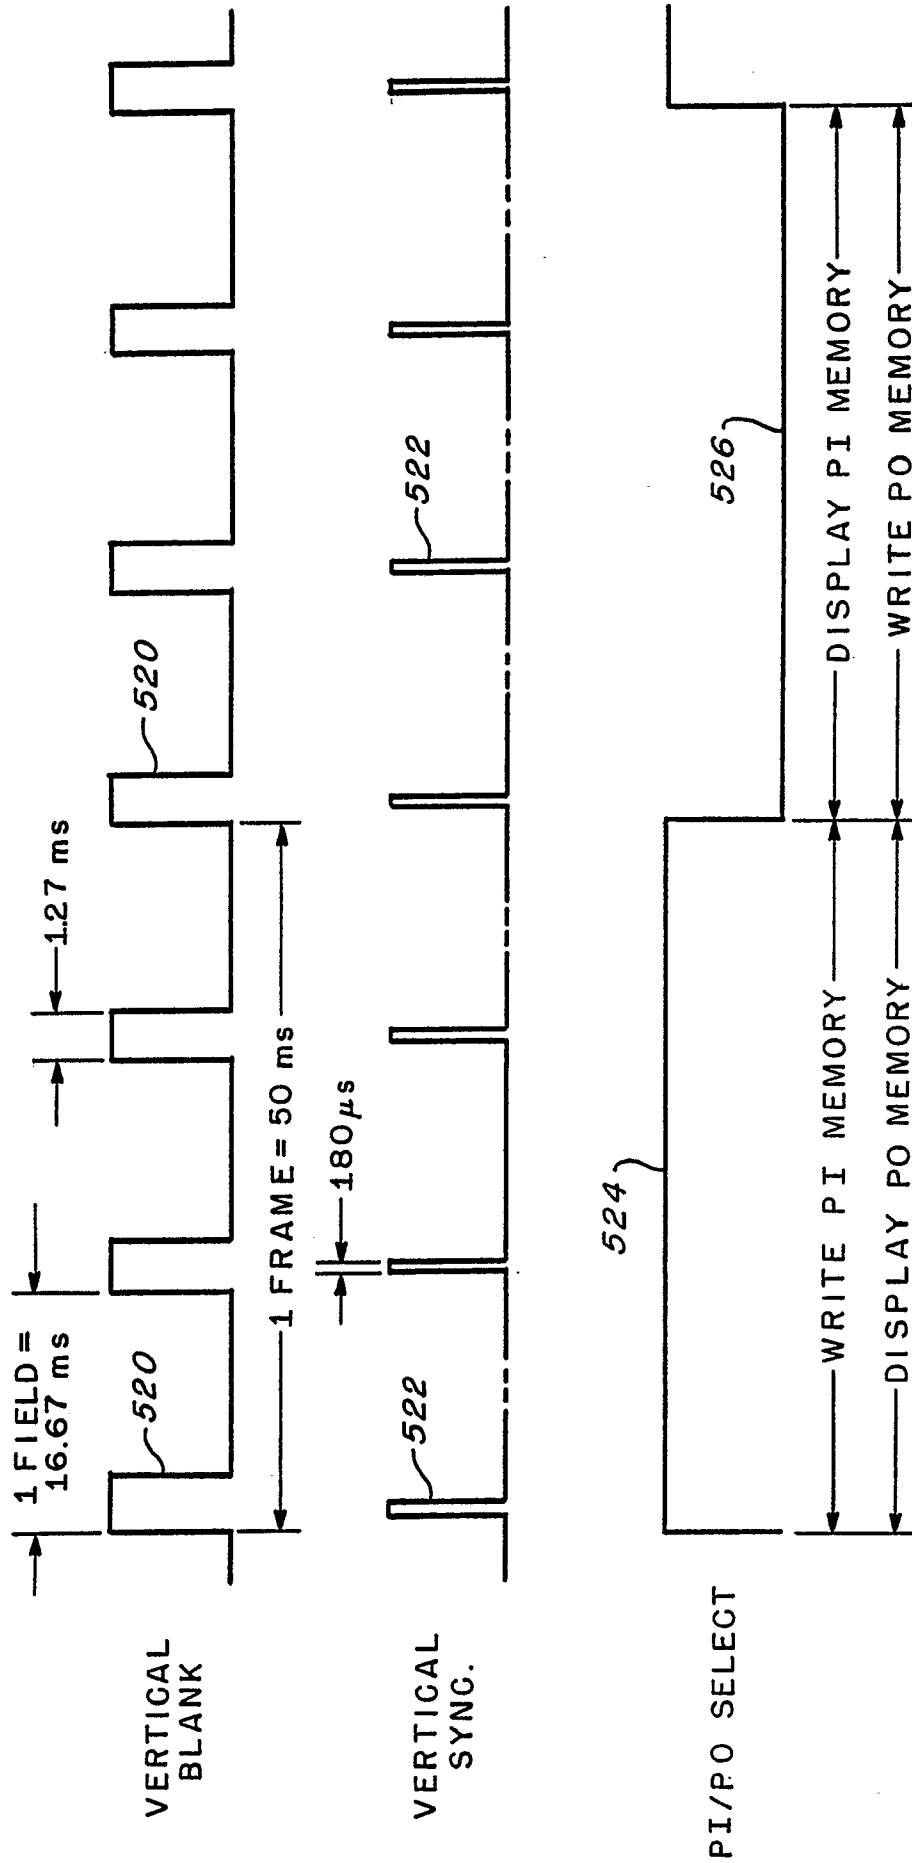 1 FIELD =
16.67 ms
1.27 ms
520
520
VERTICAL
BLANK
1 FRAME = 50 ms
180 μs
522
522
VERTICAL
SYNC.
524
526
PI/PO SELECT
WRITE PI MEMORY
DISPLAY PI MEMORY
DISPLAY PO MEMORY
WRITE PO MEMORY